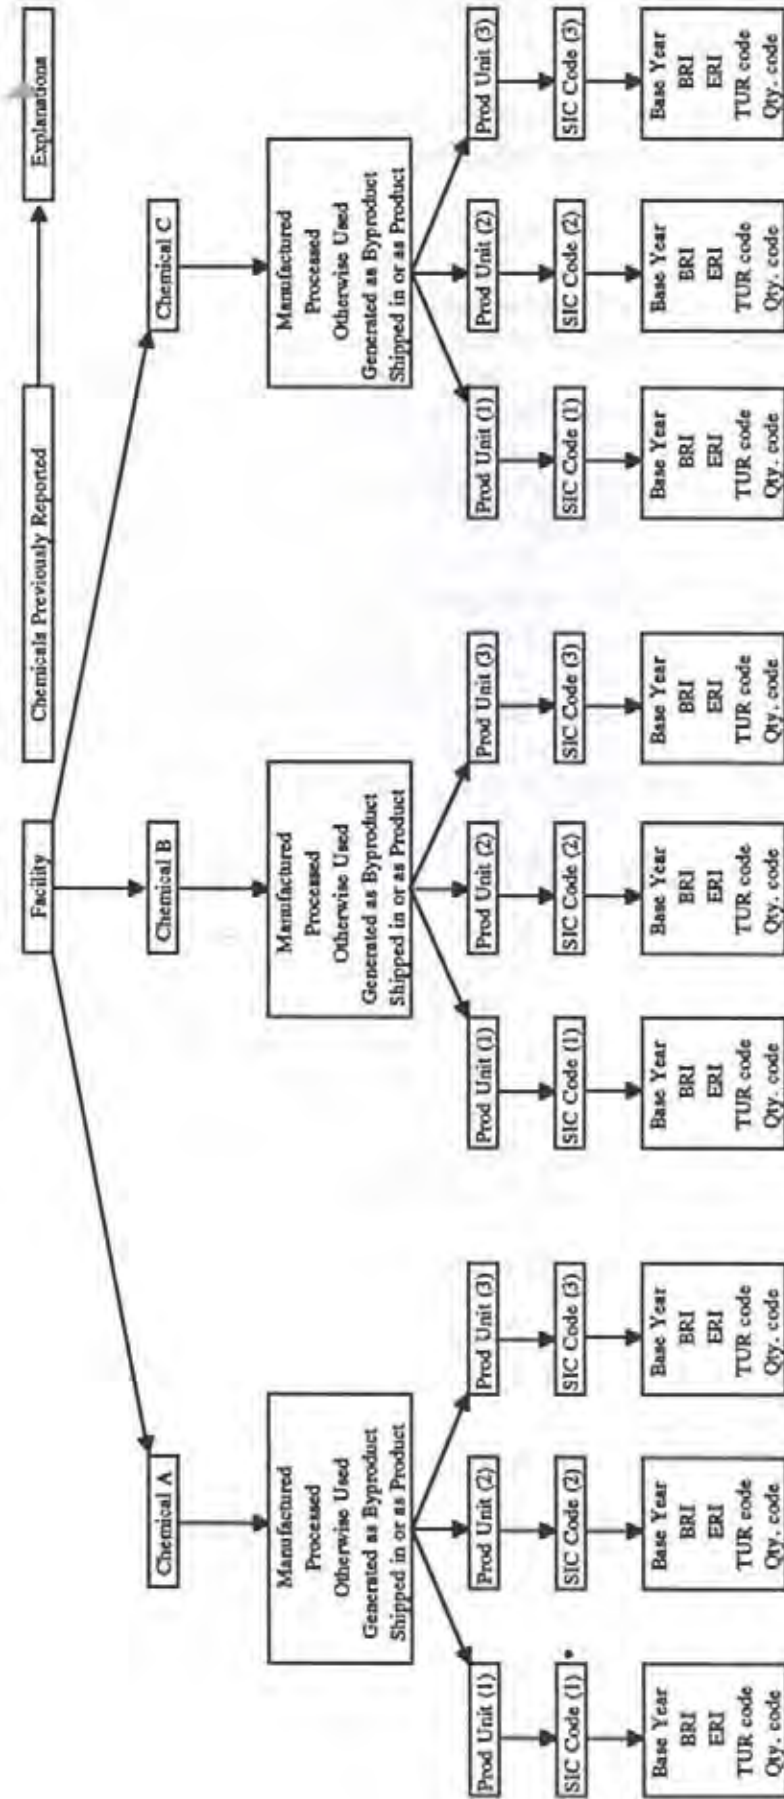 Facility
Chemicals Previously Reported
Explanations
Chemical A
Chemical B
Chemical C
Manufactured
Processed
Otherwise Used
Generated as Byproduct
Shipped in or as Product
Manufactured
Processed
Otherwise Used
Generated as Byproduct
Shipped in or as Product
Manufactured
Processed
Otherwise Used
Generated as Byproduct
Shipped in or as Product
Prod Unit (1)
Prod Unit (2)
Prod Unit (3)
Prod Unit (1)
Prod Unit (2)
Prod Unit (3)
Prod Unit (1)
Prod Unit (2)
Prod Unit (3)
SIC Code (1) *
SIC Code (2)
SIC Code (3)
SIC Code (1)
SIC Code (2)
SIC Code (3)
SIC Code (1)
SIC Code (2)
SIC Code (3)
Base Year
BRI
ERI
TUR code
Qty. code
Base Year
BRI
ERI
TUR code
Qty. code
Base Year
BRI
ERI
TUR code
Qty. code
Base Year
BRI
ERI
TUR code
Qty. code
Base Year
BRI
ERI
TUR code
Qty. code
Base Year
BRI
ERI
TUR code
Qty. code
Base Year
BRI
ERI
TUR code
Qty. code
Base Year
BRI
ERI
TUR code
Qty. code
Base Year
BRI
ERI
TUR code
Qty. code